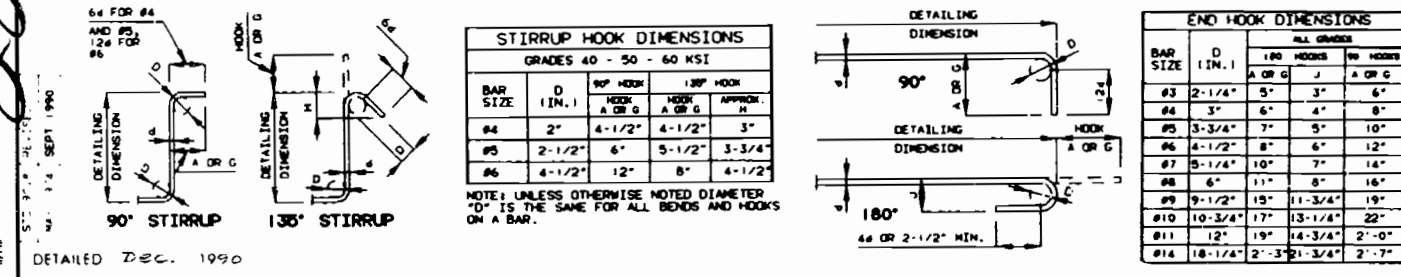 6d FOR #4
AND #5,
12d FOR
#6
D
DETAILING
DIMENSION
d
A OR G
D
90° STIRRUP
HOOK
A OR G
6d
H
DETAILING
DIMENSION
d
D
D
135° STIRRUP
SEPT 1990
DETAILED DEC. 1990
STIRRUP HOOK DIMENSIONS
GRADES 40 - 50 - 60 KSI
BAR SIZE D (IN.) 90° HOOK 135° HOOK
HOOK A OR G HOOK A OR G APPROX. H
#4 2" 4-1/2" 4-1/2" 3"
#5 2-1/2" 6" 5-1/2" 3-3/4"
#6 4-1/2" 12" 8" 4-1/2"
NOTE: UNLESS OTHERWISE NOTED DIAMETER
"D" IS THE SAME FOR ALL BENDS AND HOOKS
ON A BAR.
DETAILING
DIMENSION
D
d
90°
A OR G
12d
DETAILING
DIMENSION
HOOK
A OR G
d
J
D
180°
4d OR 2-1/2" MIN.
END HOOK DIMENSIONS
ALL GRADES
BAR SIZE D (IN.) 180 HOOKS 90 HOOKS
A OR G J A OR G
#3 2-1/4" 5" 3" 6"
#4 3" 6" 4" 8"
#5 3-3/4" 7" 5" 10"
#6 4-1/2" 8" 6" 12"
#7 5-1/4" 10" 7" 14"
#8 6" 11" 8" 16"
#9 9-1/2" 15" 11-3/4" 19"
#10 10-3/4" 17" 13-1/4" 22"
#11 12" 19" 14-3/4" 2'-0"
#14 18-1/4" 2'-3" 21-3/4" 2'-7"